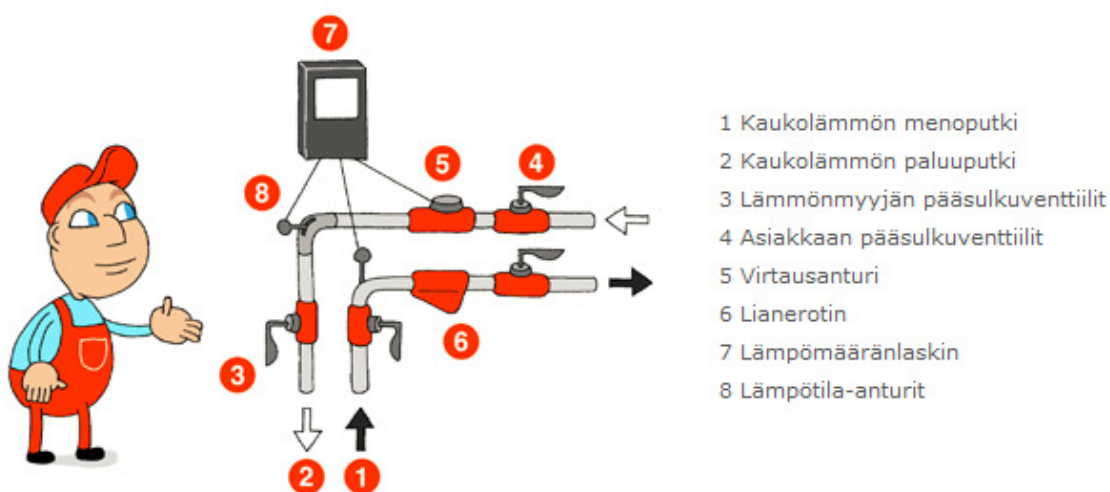 7
8
5
4
3
6
2
1
1 Kaukolämmön menoputki
2 Kaukolämmön paluuputki
3 Lämmönmyyjän pääsulkuventtiilit
4 Asiakkaan pääsulkuventtiilit
5 Virtausanturi
6 Lianerotin
7 Lämpömääränlaskin
8 Lämpötila-anturit